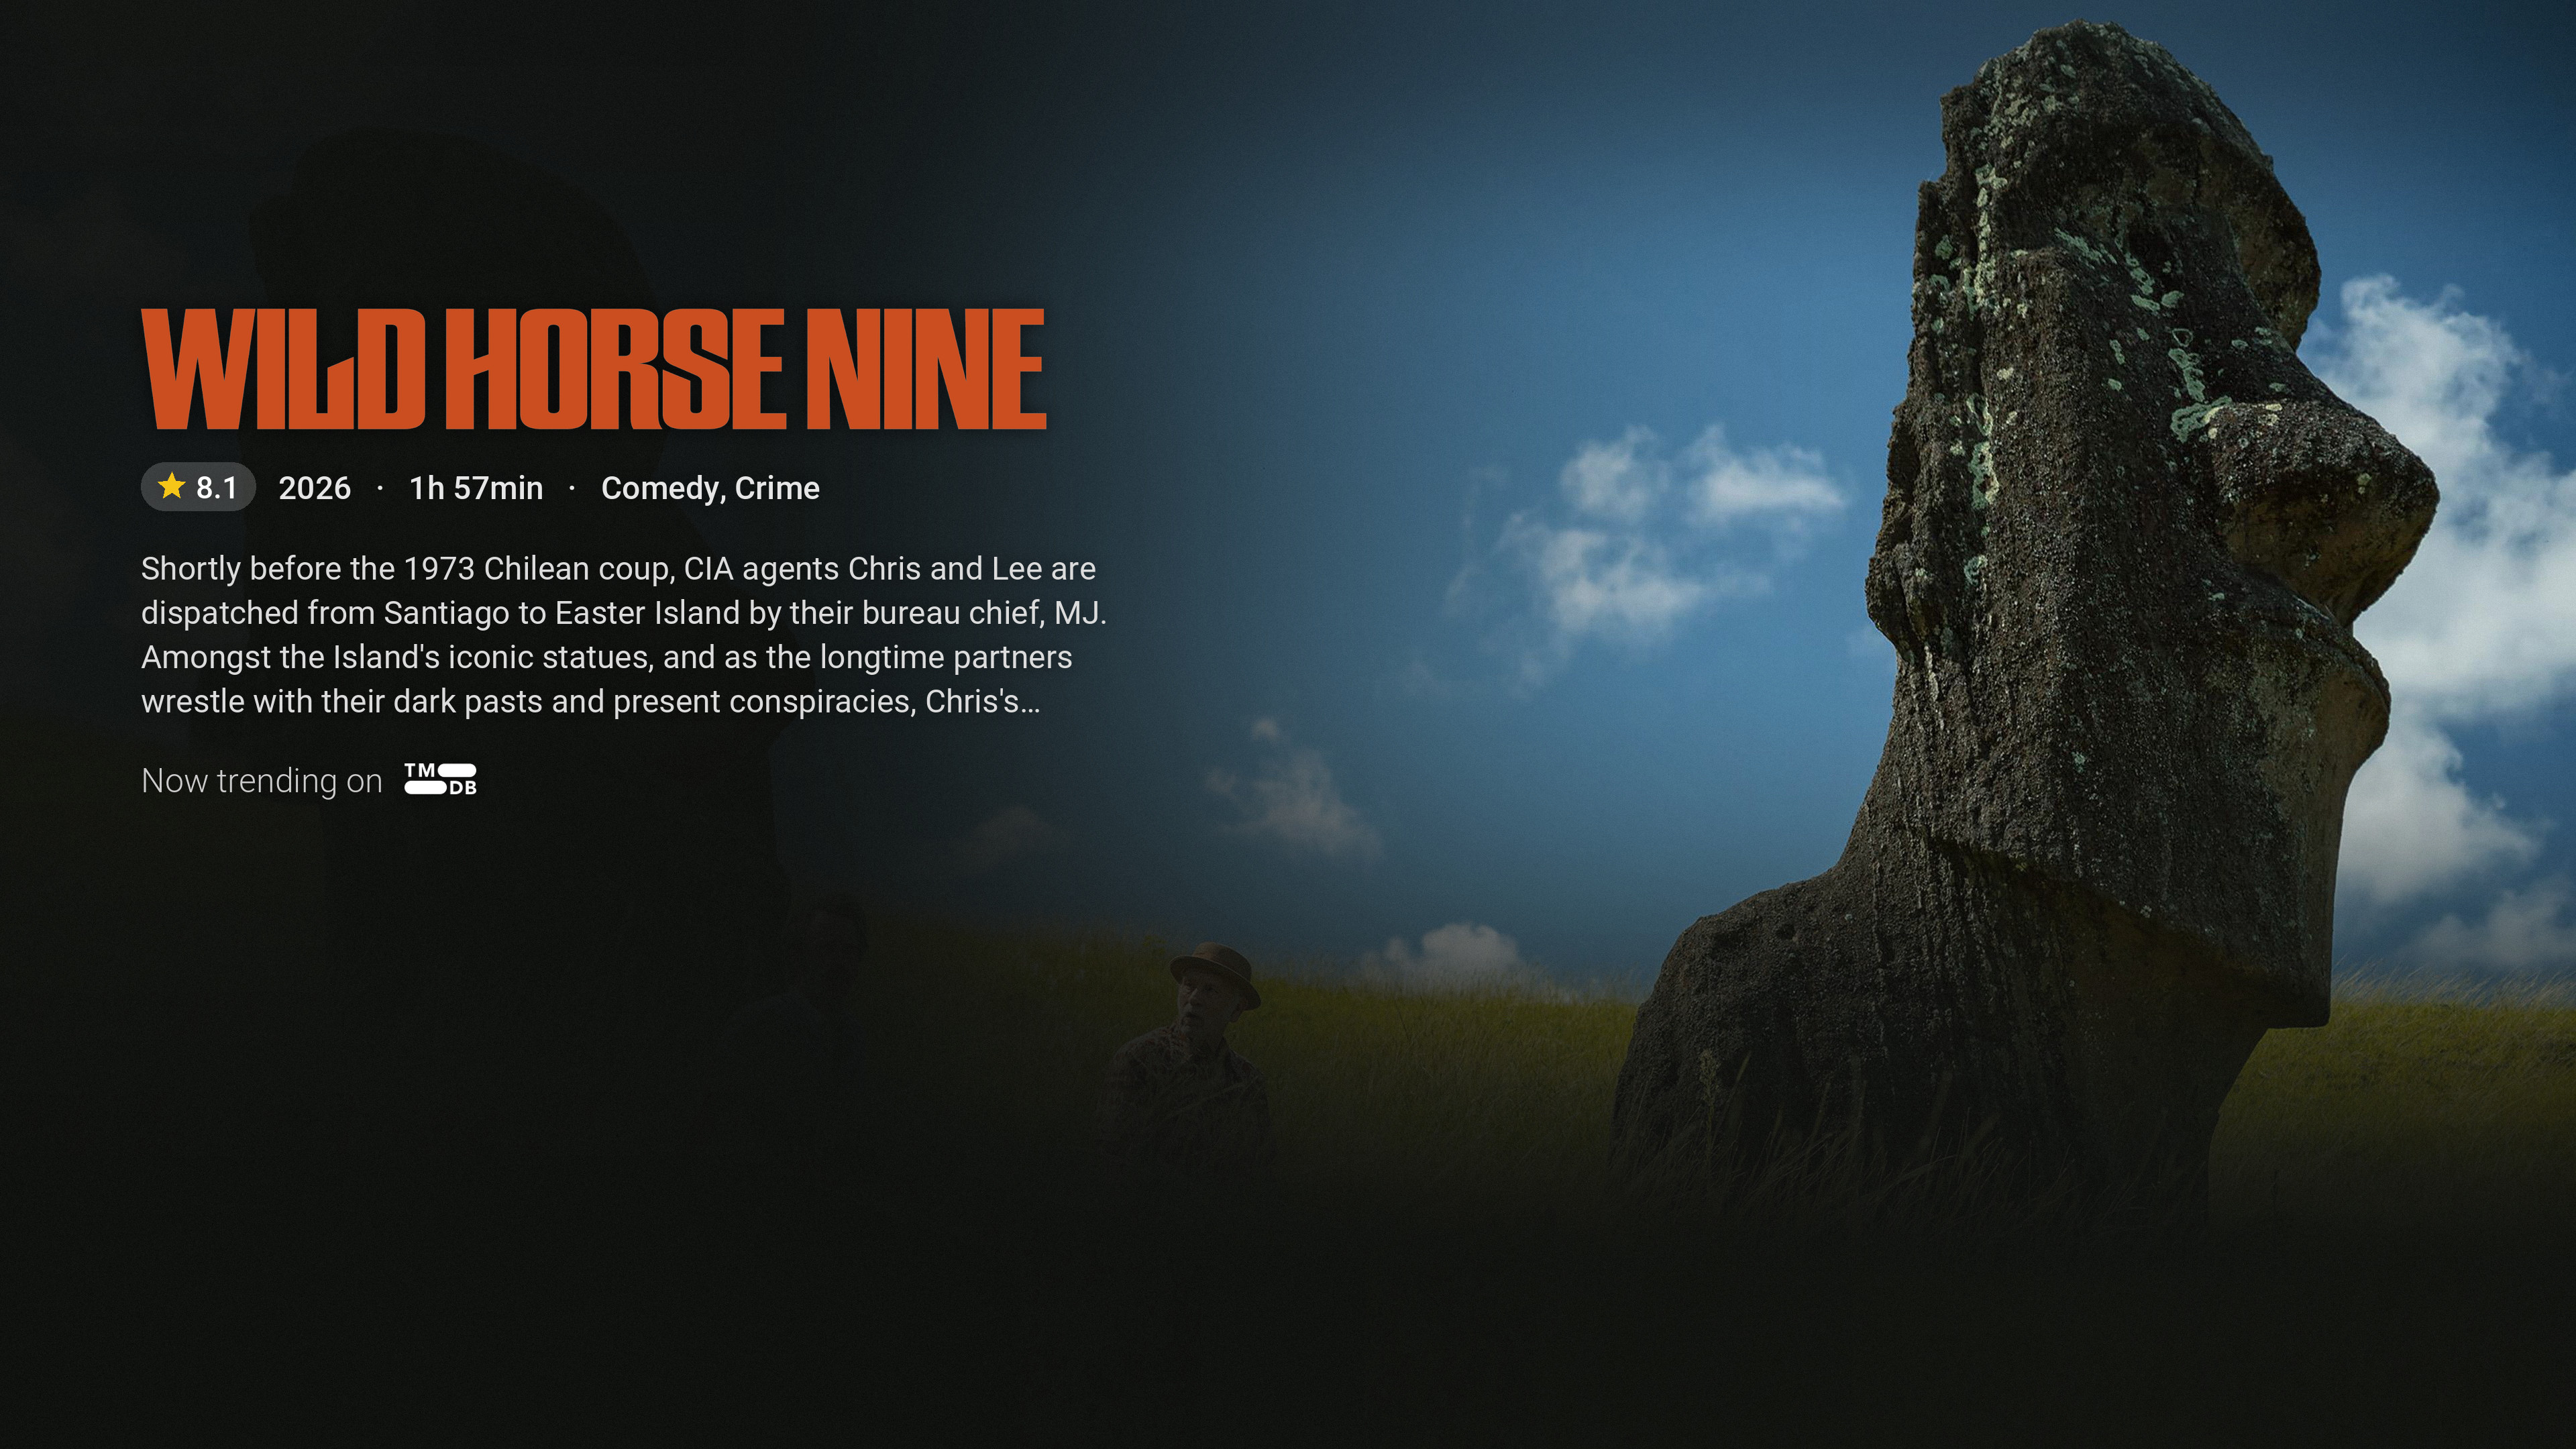 WILD HORSE NINE
8.1 2026 · 1h 57min · Comedy, Crime
Shortly before the 1973 Chilean coup, CIA agents Chris and Lee are
dispatched from Santiago to Easter Island by their bureau chief, MJ.
Amongst the Island's iconic statues, and as the longtime partners
wrestle with their dark pasts and present conspiracies, Chris's…
Now trending on TMDB